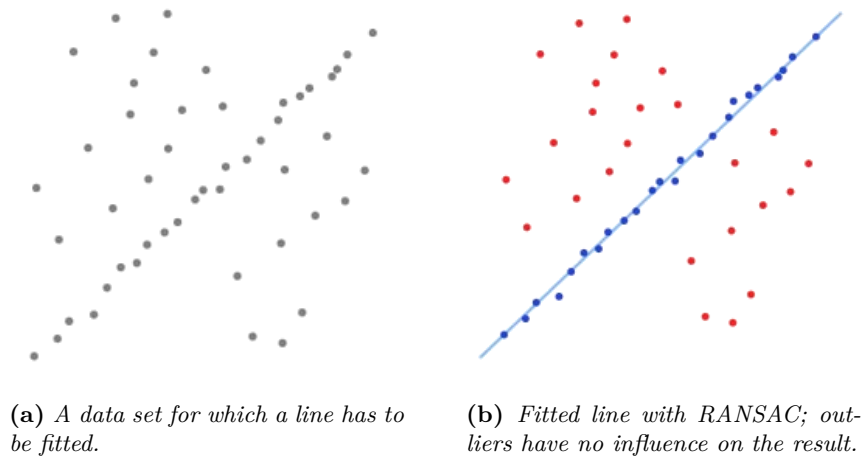 (a) A data set for which a line has to
be fitted.
(b) Fitted line with RANSAC; out-
liers have no influence on the result.